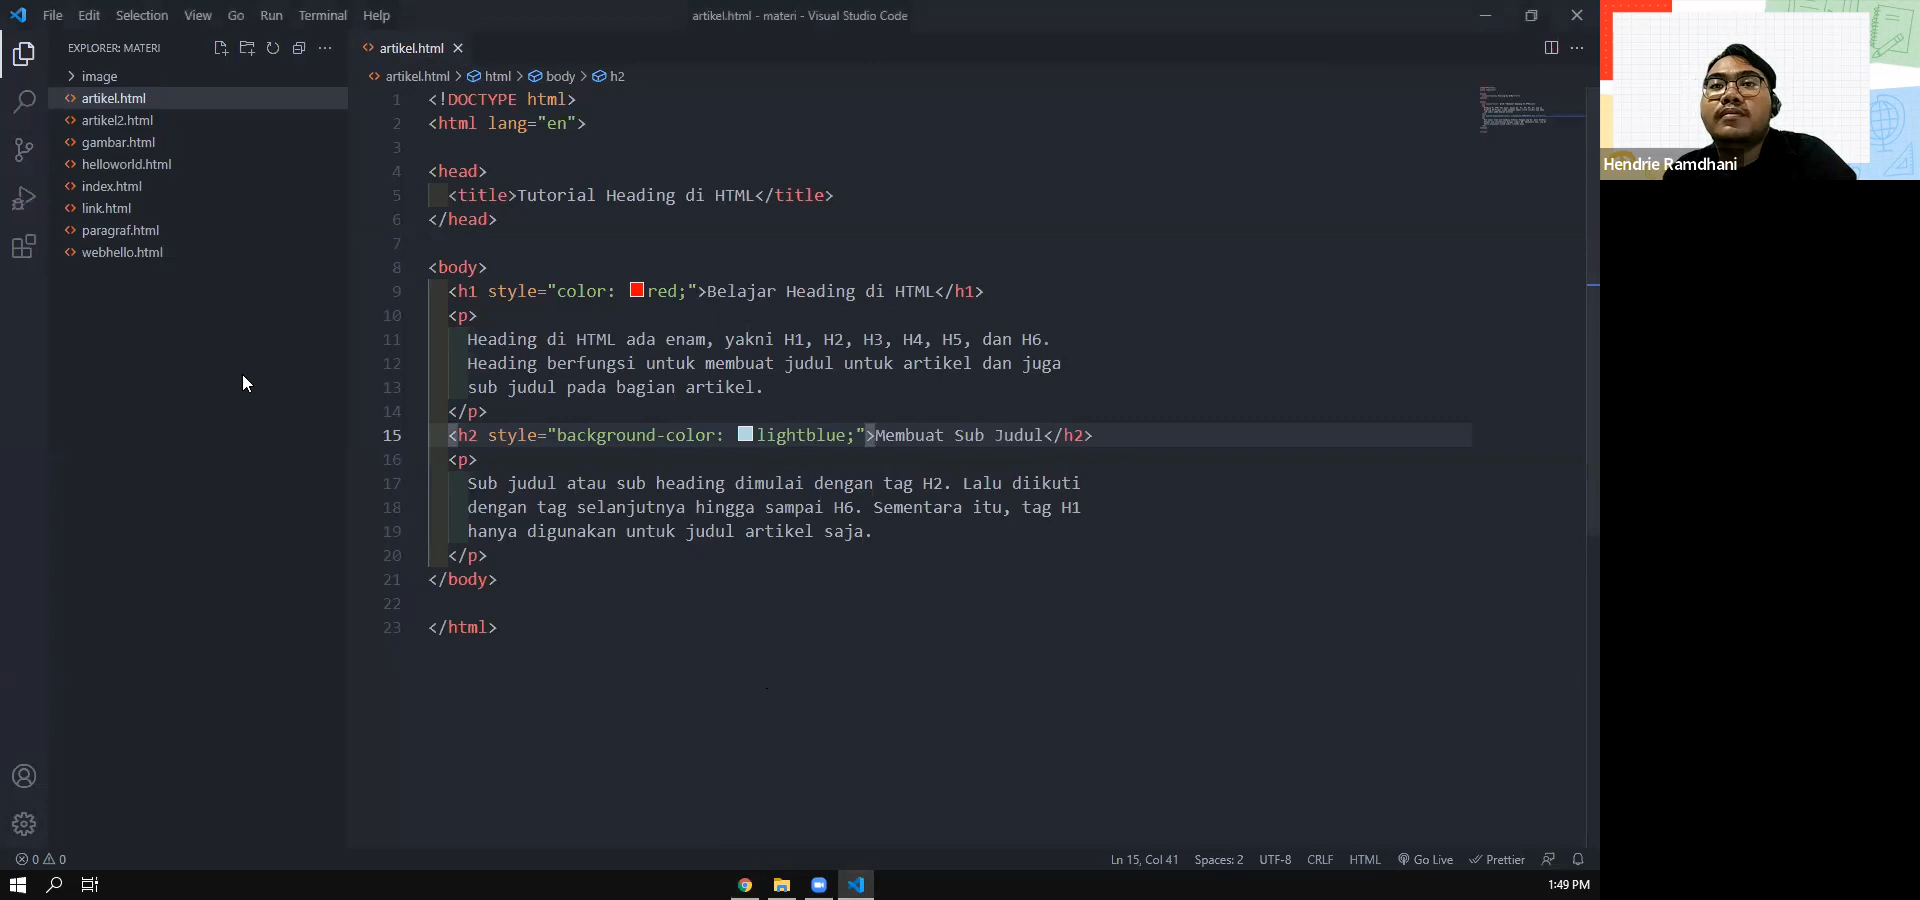 File Edit Selection View Go Run Terminal Help
artikel.html - materi - Visual Studio Code
EXPLORER: MATERI
image
artikel.html
artikel2.html
gambar.html
helloworld.html
index.html
link.html
paragraf.html
webhello.html
artikel.html
artikel.html > html > body > h2
1 <!DOCTYPE html>
2 <html lang="en">
3
4 <head>
5 <title>Tutorial Heading di HTML</title>
6 </head>
7
8 <body>
9 <h1 style="color: red;">Belajar Heading di HTML</h1>
10 <p>
11 Heading di HTML ada enam, yakni H1, H2, H3, H4, H5, dan H6.
12 Heading berfungsi untuk membuat judul untuk artikel dan juga
13 sub judul pada bagian artikel.
14 </p>
15 <h2 style="background-color: lightblue;">Membuat Sub Judul</h2>
16 <p>
17 Sub judul atau sub heading dimulai dengan tag H2. Lalu diikuti
18 dengan tag selanjutnya hingga sampai H6. Sementara itu, tag H1
19 hanya digunakan untuk judul artikel saja.
20 </p>
21 </body>
22
23 </html>
Hendrie Ramdhani
0 0
Ln 15, Col 41 Spaces: 2 UTF-8 CRLF HTML Go Live Prettier
1:49 PM